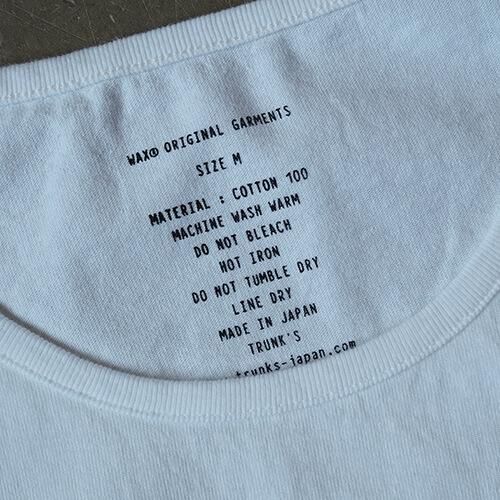 WAX® ORIGINAL GARMENTS
SIZE M
MATERIAL : COTTON 100
MACHINE WASH WARM
DO NOT BLEACH
HOT IRON
DO NOT TUMBLE DRY
LINE DRY
MADE IN JAPAN
TRUNK'S
trunks-japan.com